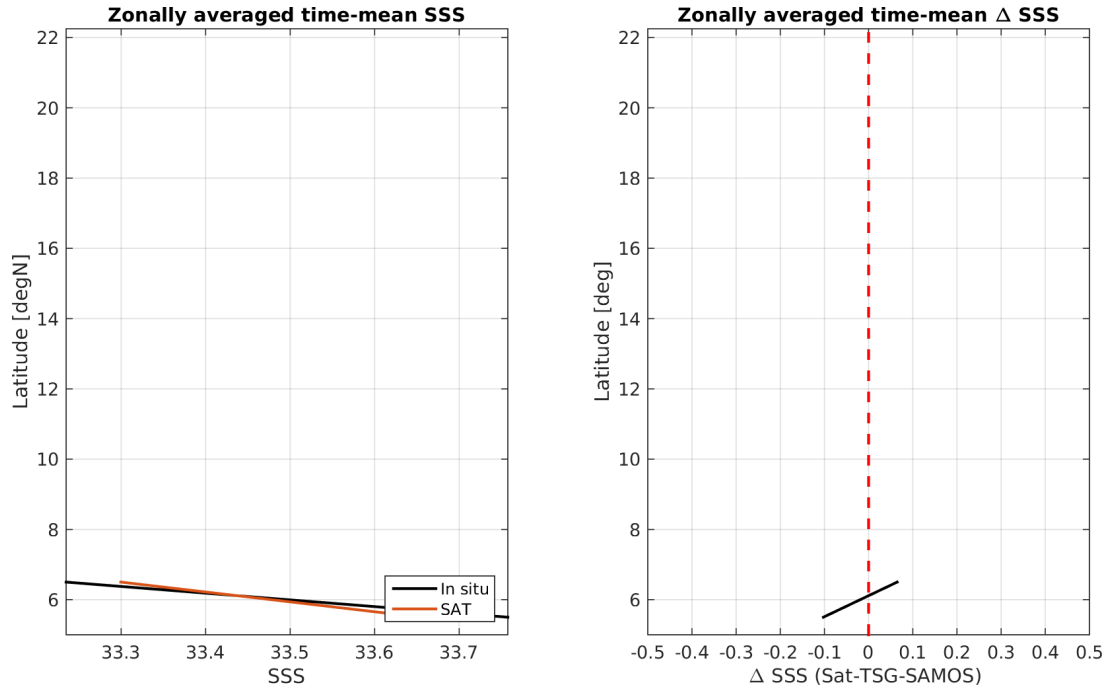 Zonally averaged time-mean SSS
22
20
18
16
14
12
10
8
6
Latitude [degN]
In situ
SAT
33.3 33.4 33.5 33.6 33.7
SSS
Zonally averaged time-mean Δ SSS
22
20
18
16
14
12
10
8
6
Latitude [deg]
-0.5 -0.4 -0.3 -0.2 -0.1 0 0.1 0.2 0.3 0.4 0.5
Δ SSS (Sat-TSG-SAMOS)